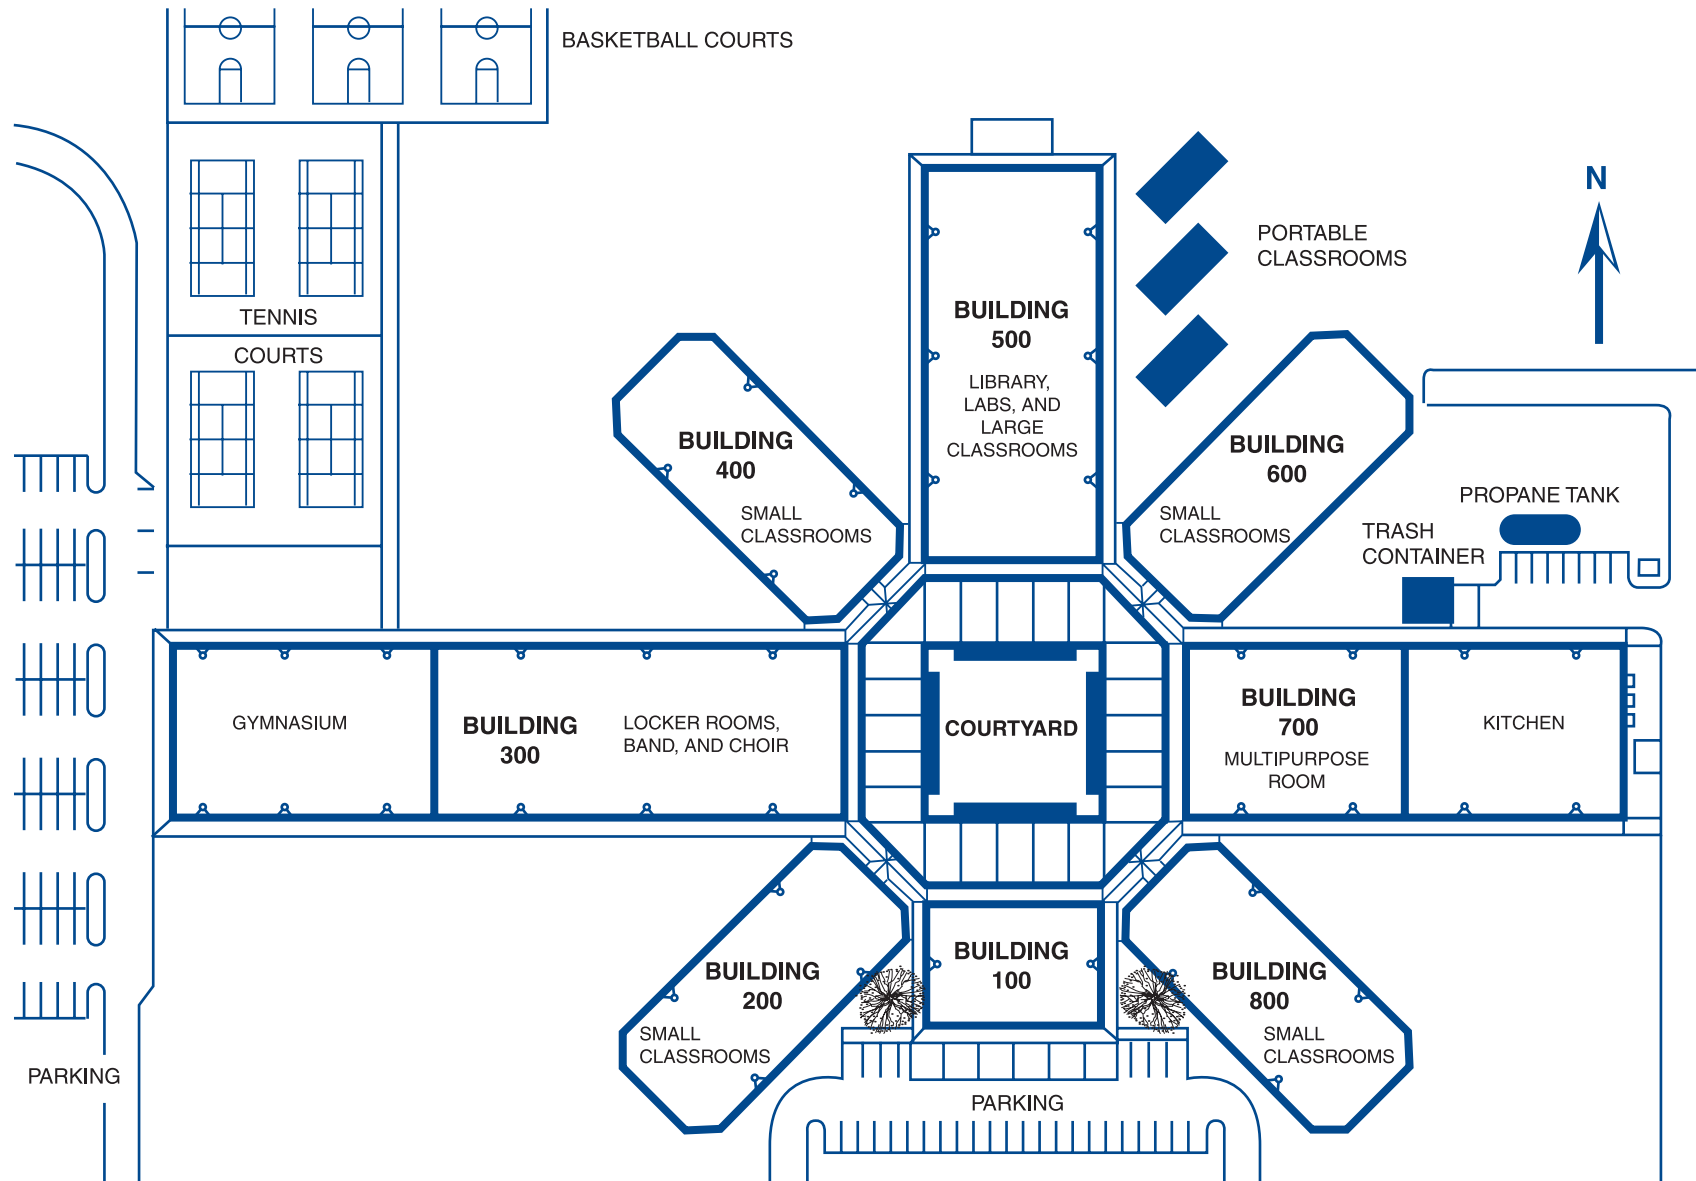 BASKETBALL COURTS
N
PORTABLE
CLASSROOMS
TENNIS
COURTS
BUILDING
500
LIBRARY,
LABS, AND
LARGE
CLASSROOMS
BUILDING
400
SMALL
CLASSROOMS
BUILDING
600
SMALL
CLASSROOMS
PROPANE TANK
TRASH
CONTAINER
GYMNASIUM
BUILDING
300
LOCKER ROOMS,
BAND, AND CHOIR
COURTYARD
BUILDING
700
MULTIPURPOSE
ROOM
KITCHEN
BUILDING
200
SMALL
CLASSROOMS
BUILDING
100
BUILDING
800
SMALL
CLASSROOMS
PARKING
PARKING